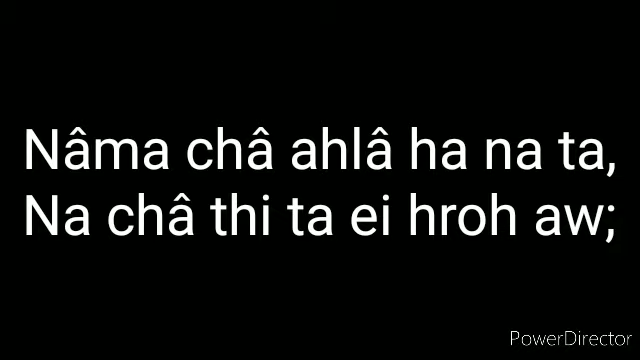 Nâma châ ahlâ ha na ta,
Na châ thi ta ei hroh aw;
PowerDirector